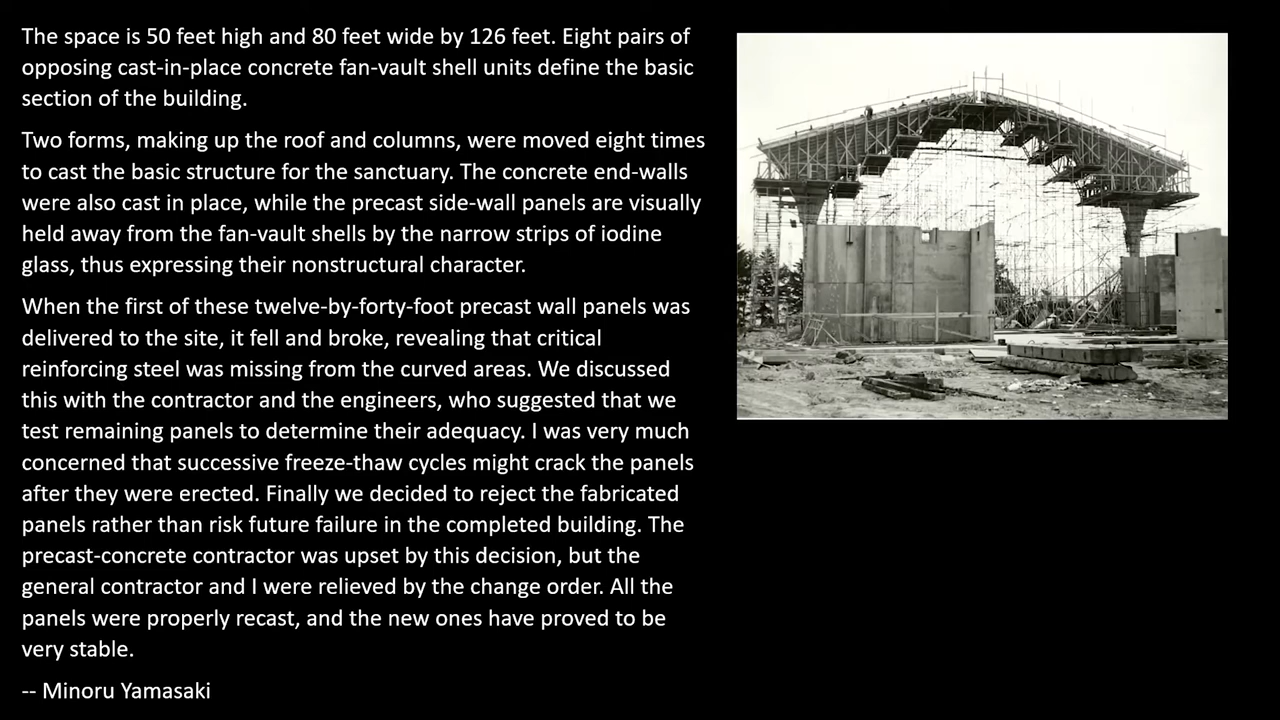 The space is 50 feet high and 80 feet wide by 126 feet. Eight pairs of
opposing cast-in-place concrete fan-vault shell units define the basic
section of the building.
Two forms, making up the roof and columns, were moved eight times
to cast the basic structure for the sanctuary. The concrete end-walls
were also cast in place, while the precast side-wall panels are visually
held away from the fan-vault shells by the narrow strips of iodine
glass, thus expressing their nonstructural character.
When the first of these twelve-by-forty-foot precast wall panels was
delivered to the site, it fell and broke, revealing that critical
reinforcing steel was missing from the curved areas. We discussed
this with the contractor and the engineers, who suggested that we
test remaining panels to determine their adequacy. I was very much
concerned that successive freeze-thaw cycles might crack the panels
after they were erected. Finally we decided to reject the fabricated
panels rather than risk future failure in the completed building. The
precast-concrete contractor was upset by this decision, but the
general contractor and I were relieved by the change order. All the
panels were properly recast, and the new ones have proved to be
very stable.
-- Minoru Yamasaki